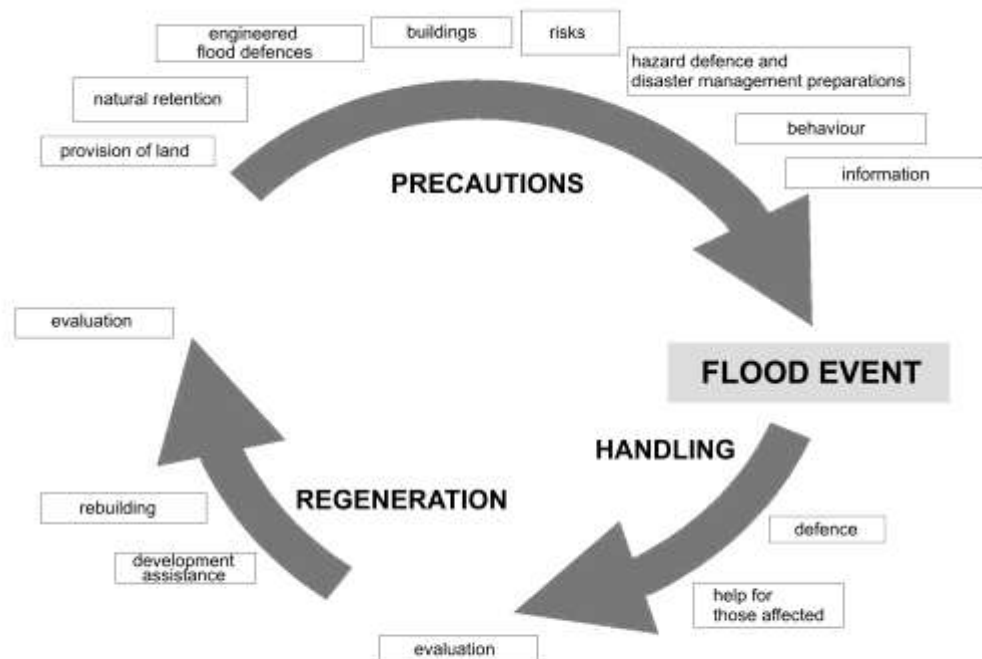 engineered
flood defences
buildings
risks
hazard defence and
disaster management preparations
natural retention
behaviour
provision of land
information
PRECAUTIONS
evaluation
FLOOD EVENT
HANDLING
REGENERATION
rebuilding
defence
development
assistance
help for
those affected
evaluation